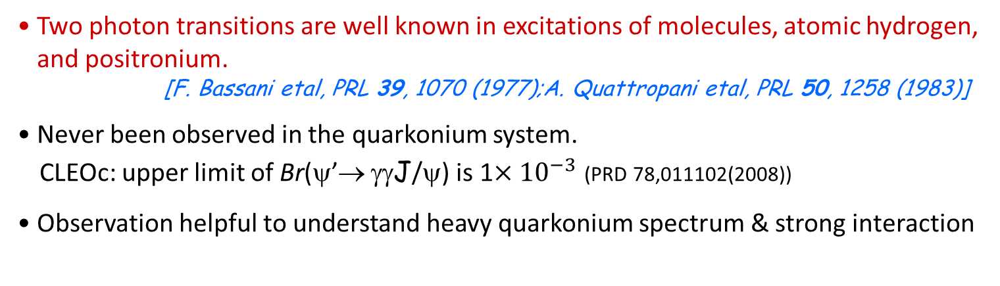 • Two photon transitions are well known in excitations of molecules, atomic hydrogen,
and positronium.
[F. Bassani etal, PRL 39, 1070 (1977);A. Quattropani etal, PRL 50, 1258 (1983)]
• Never been observed in the quarkonium system.
CLEOc: upper limit of Br(ψ’→ γγJ/ψ) is 1× 10⁻³ (PRD 78,011102(2008))
• Observation helpful to understand heavy quarkonium spectrum & strong interaction